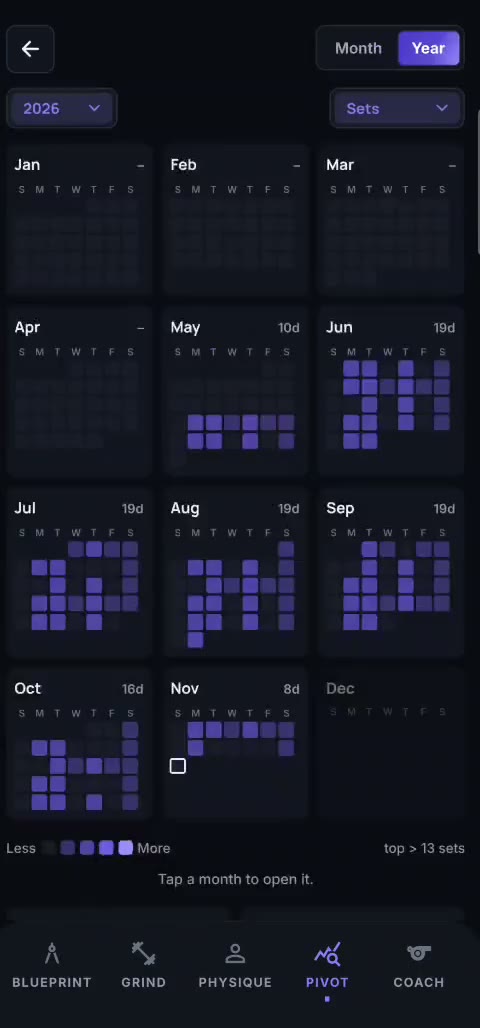 Month Year
2026 Sets
Jan – Feb – Mar –
S M T W T F S S M T W T F S S M T W T F S
Apr – May 10d Jun 19d
S M T W T F S S M T W T F S S M T W T F S
Jul 19d Aug 19d Sep 19d
S M T W T F S S M T W T F S S M T W T F S
Oct 16d Nov 8d Dec
S M T W T F S S M T W T F S S M T W T F S
Less More top > 13 sets
Tap a month to open it.
BLUEPRINT GRIND PHYSIQUE PIVOT COACH